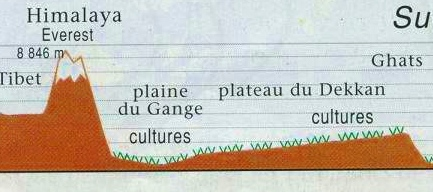 Himalaya
Su
Everest
8 846 m
Ghats
Tibet
plaine
du Gange
plateau du Dekkan
cultures
cultures